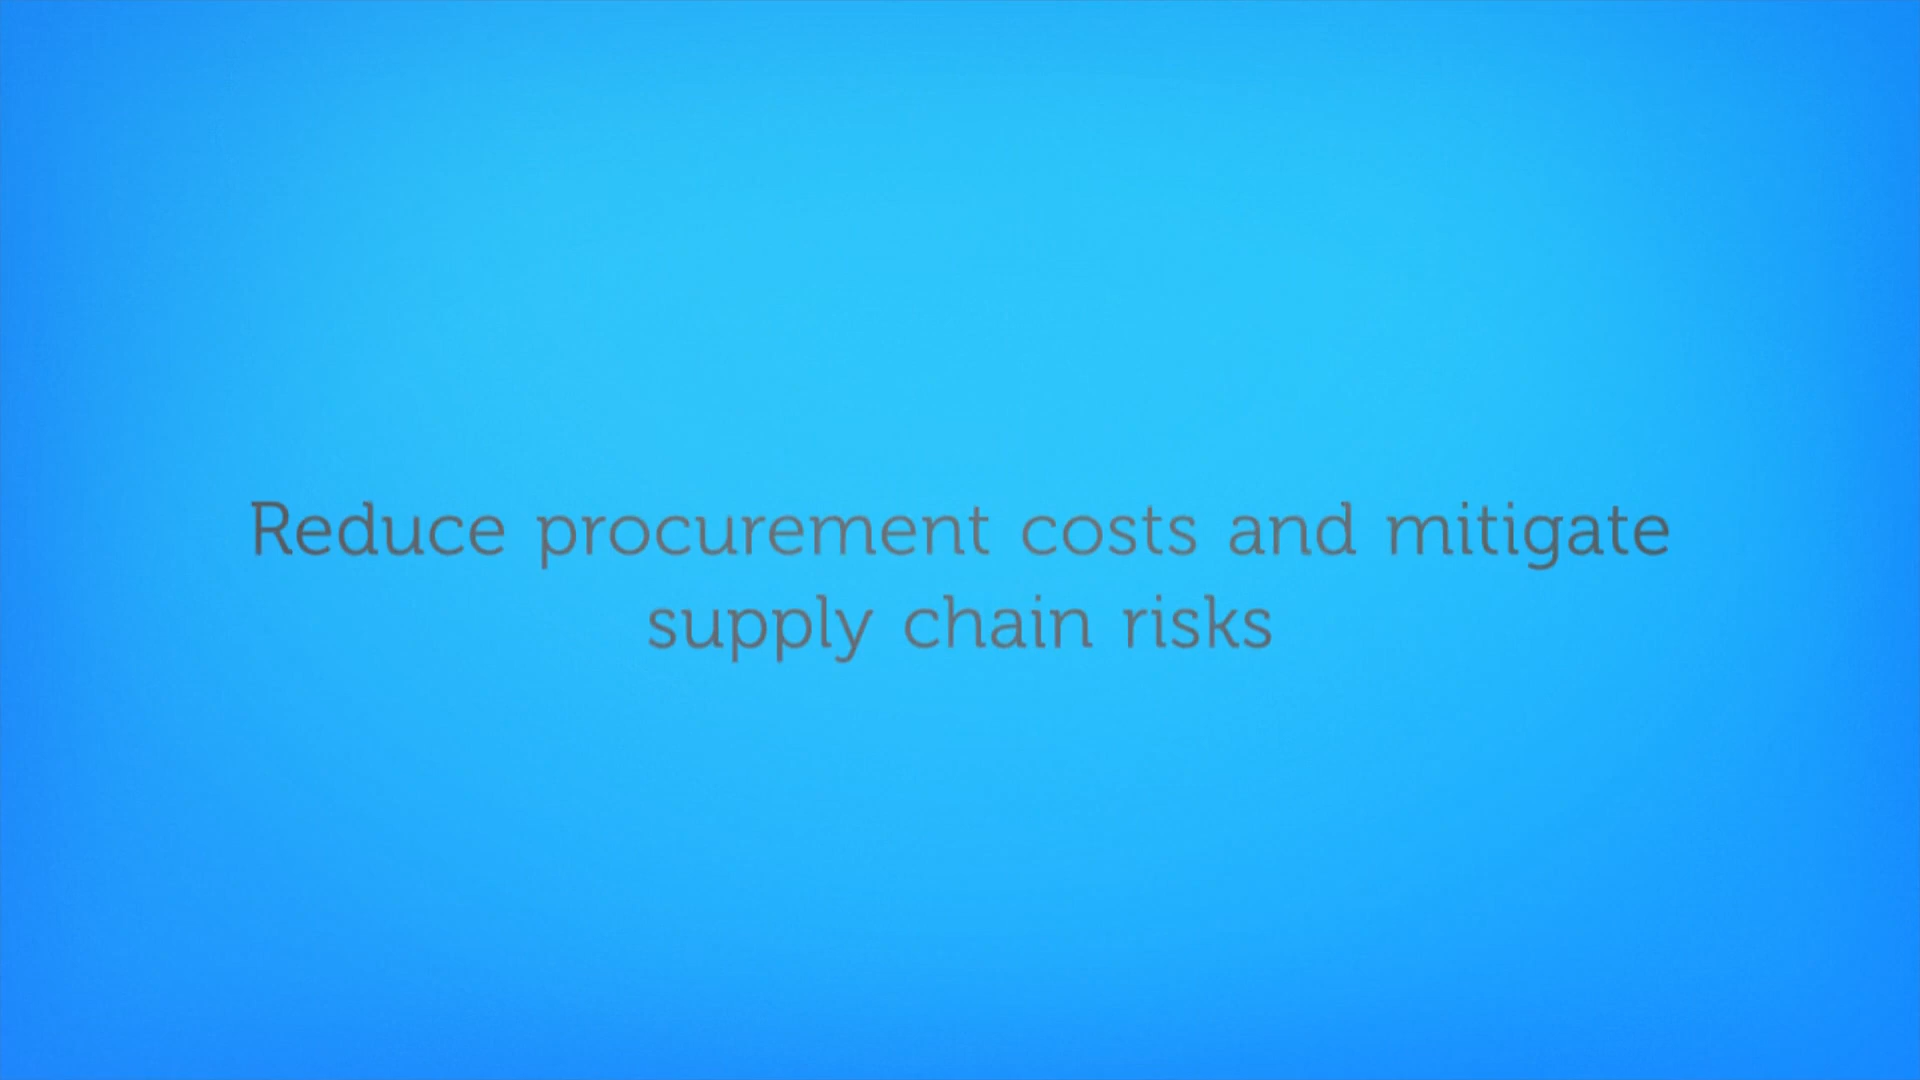 Reduce procurement costs and mitigate
supply chain risks